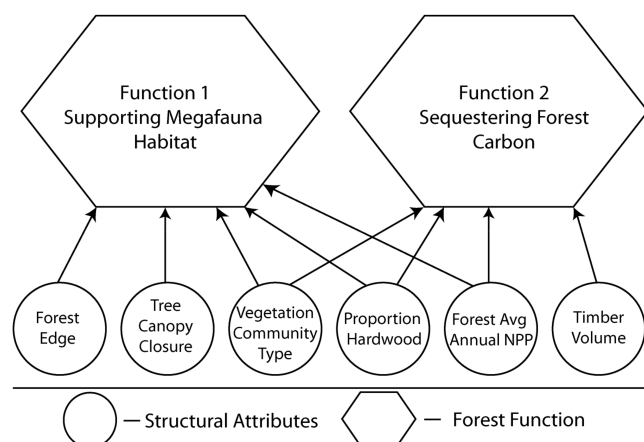 Function 1
Supporting Megafauna
Habitat
Function 2
Sequestering Forest
Carbon
Forest
Edge
Tree
Canopy
Closure
Vegetation
Community
Type
Proportion
Hardwood
Forest Avg
Annual NPP
Timber
Volume
— Structural Attributes
— Forest Function